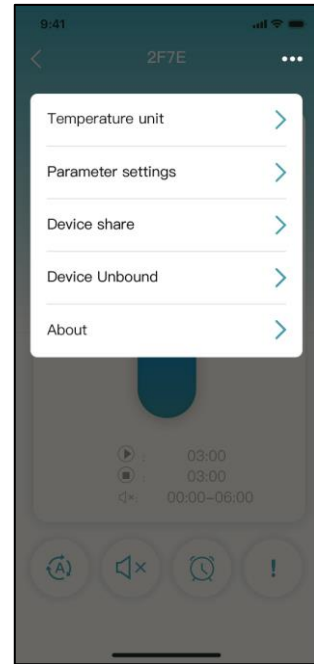 9:41
2F7E
Temperature unit
Parameter settings
Device share
Device Unbound
About
: 03:00
: 03:00
: 00:00-06:00
A !